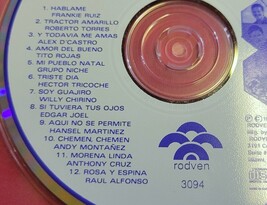 1. HABLAME
FRANKIE RUIZ
2. TRACTOR AMARILLO
ROBERTO TORRES
3. Y TODAVIA ME AMAS
ALEX D'CASTRO
4. AMOR DEL BUENO
TITO ROJAS
5. MI PUEBLO NATAL
GRUPO NICHE
6. TRISTE DIA
HECTOR TRICOCHE
7. SOY GUAJIRO
WILLY CHIRINO
8. SI TUVIERA TUS OJOS
EDGAR JOEL
9. AQUI NO SE PERMITE
HANSEL MARTINEZ
10. CHEMEN, CHEMEN
ANDY MONTAÑEZ
11. MORENA LINDA
ANTHONY CRUZ
12. ROSA Y ESPINA
RAUL ALFONSO
rodven
3094